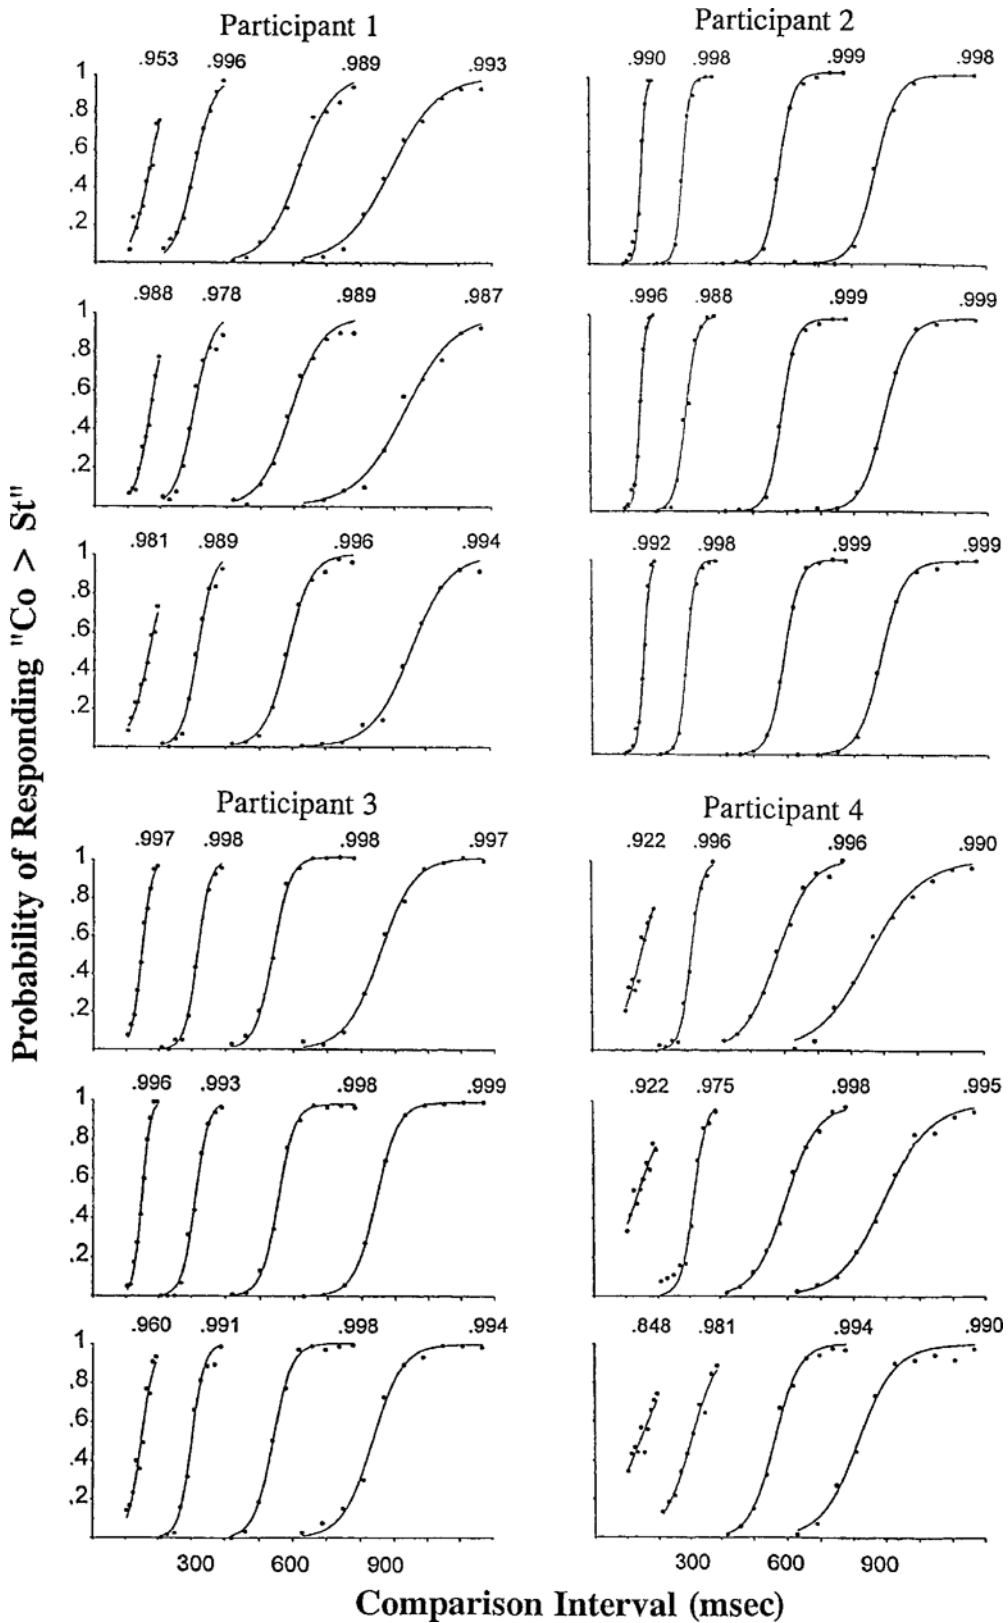 Participant 1
Participant 2
.953 .996 .989 .993
.990 .998 .999 .998
1
.8
.6
.4
.2
.988 .978 .989 .987
.996 .988 .999 .999
1
.8
.6
.4
.2
.981 .989 .996 .994
.992 .998 .999 .999
1
.8
.6
.4
.2
Probability of Responding "Co > St"
Participant 3
Participant 4
.997 .998 .998 .997
.922 .996 .996 .990
1
.8
.6
.4
.2
.996 .993 .998 .999
.922 .975 .998 .995
1
.8
.6
.4
.2
.960 .991 .998 .994
.848 .981 .994 .990
1
.8
.6
.4
.2
300 600 900
300 600 900
Comparison Interval (msec)